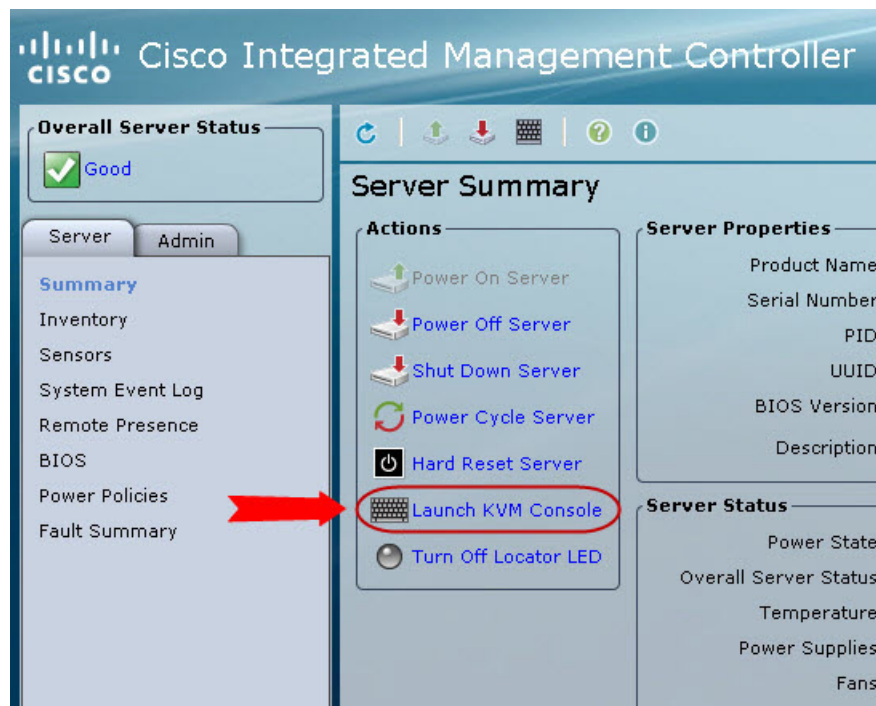 CISCO
Cisco Integrated Management Controller
Overall Server Status
Good
Server
Admin
Summary
Inventory
Sensors
System Event Log
Remote Presence
BIOS
Power Policies
Fault Summary
Server Summary
Actions
Power On Server
Power Off Server
Shut Down Server
Power Cycle Server
Hard Reset Server
Launch KVM Console
Turn Off Locator LED
Server Properties
Product Name
Serial Number
PID
UUID
BIOS Version
Description
Server Status
Power State
Overall Server Status
Temperature
Power Supplies
Fans